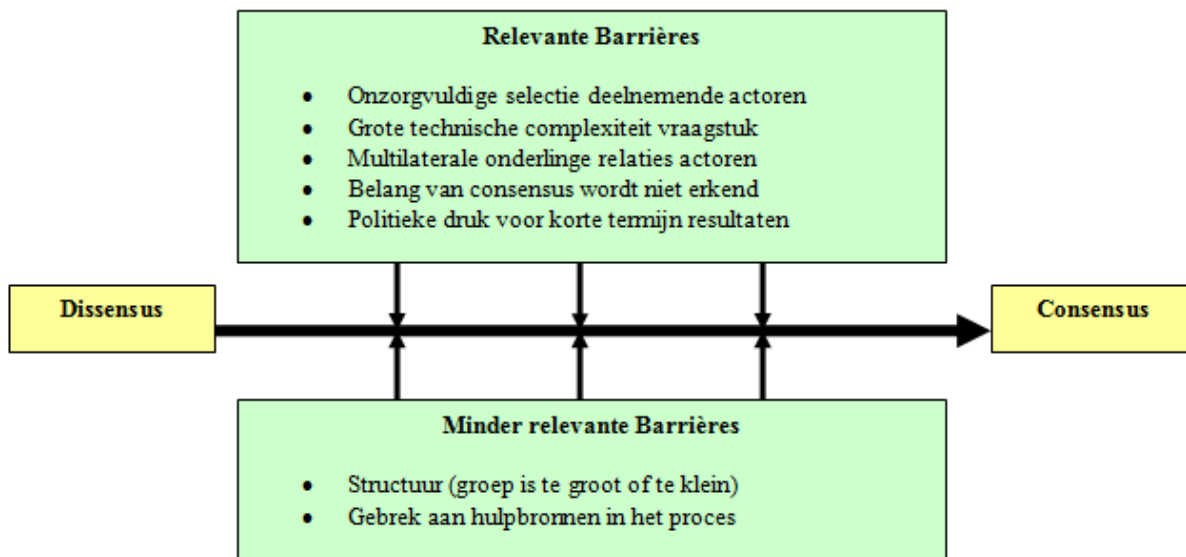 Relevante Barrières
• Onzorgvuldige selectie deelnemende actoren
• Grote technische complexiteit vraagstuk
• Multilaterale onderlinge relaties actoren
• Belang van consensus wordt niet erkend
• Politieke druk voor korte termijn resultaten
Dissensus
Consensus
Minder relevante Barrières
• Structuur (groep is te groot of te klein)
• Gebrek aan hulpbronnen in het proces